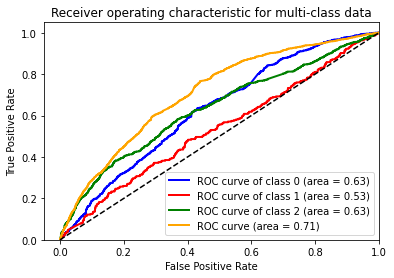 Receiver operating characteristic for multi-class data
True Positive Rate
1.0
0.8
0.6
0.4
0.2
0.0
ROC curve of class 0 (area = 0.63)
ROC curve of class 1 (area = 0.53)
ROC curve of class 2 (area = 0.63)
ROC curve (area = 0.71)
0.0 0.2 0.4 0.6 0.8 1.0
False Positive Rate